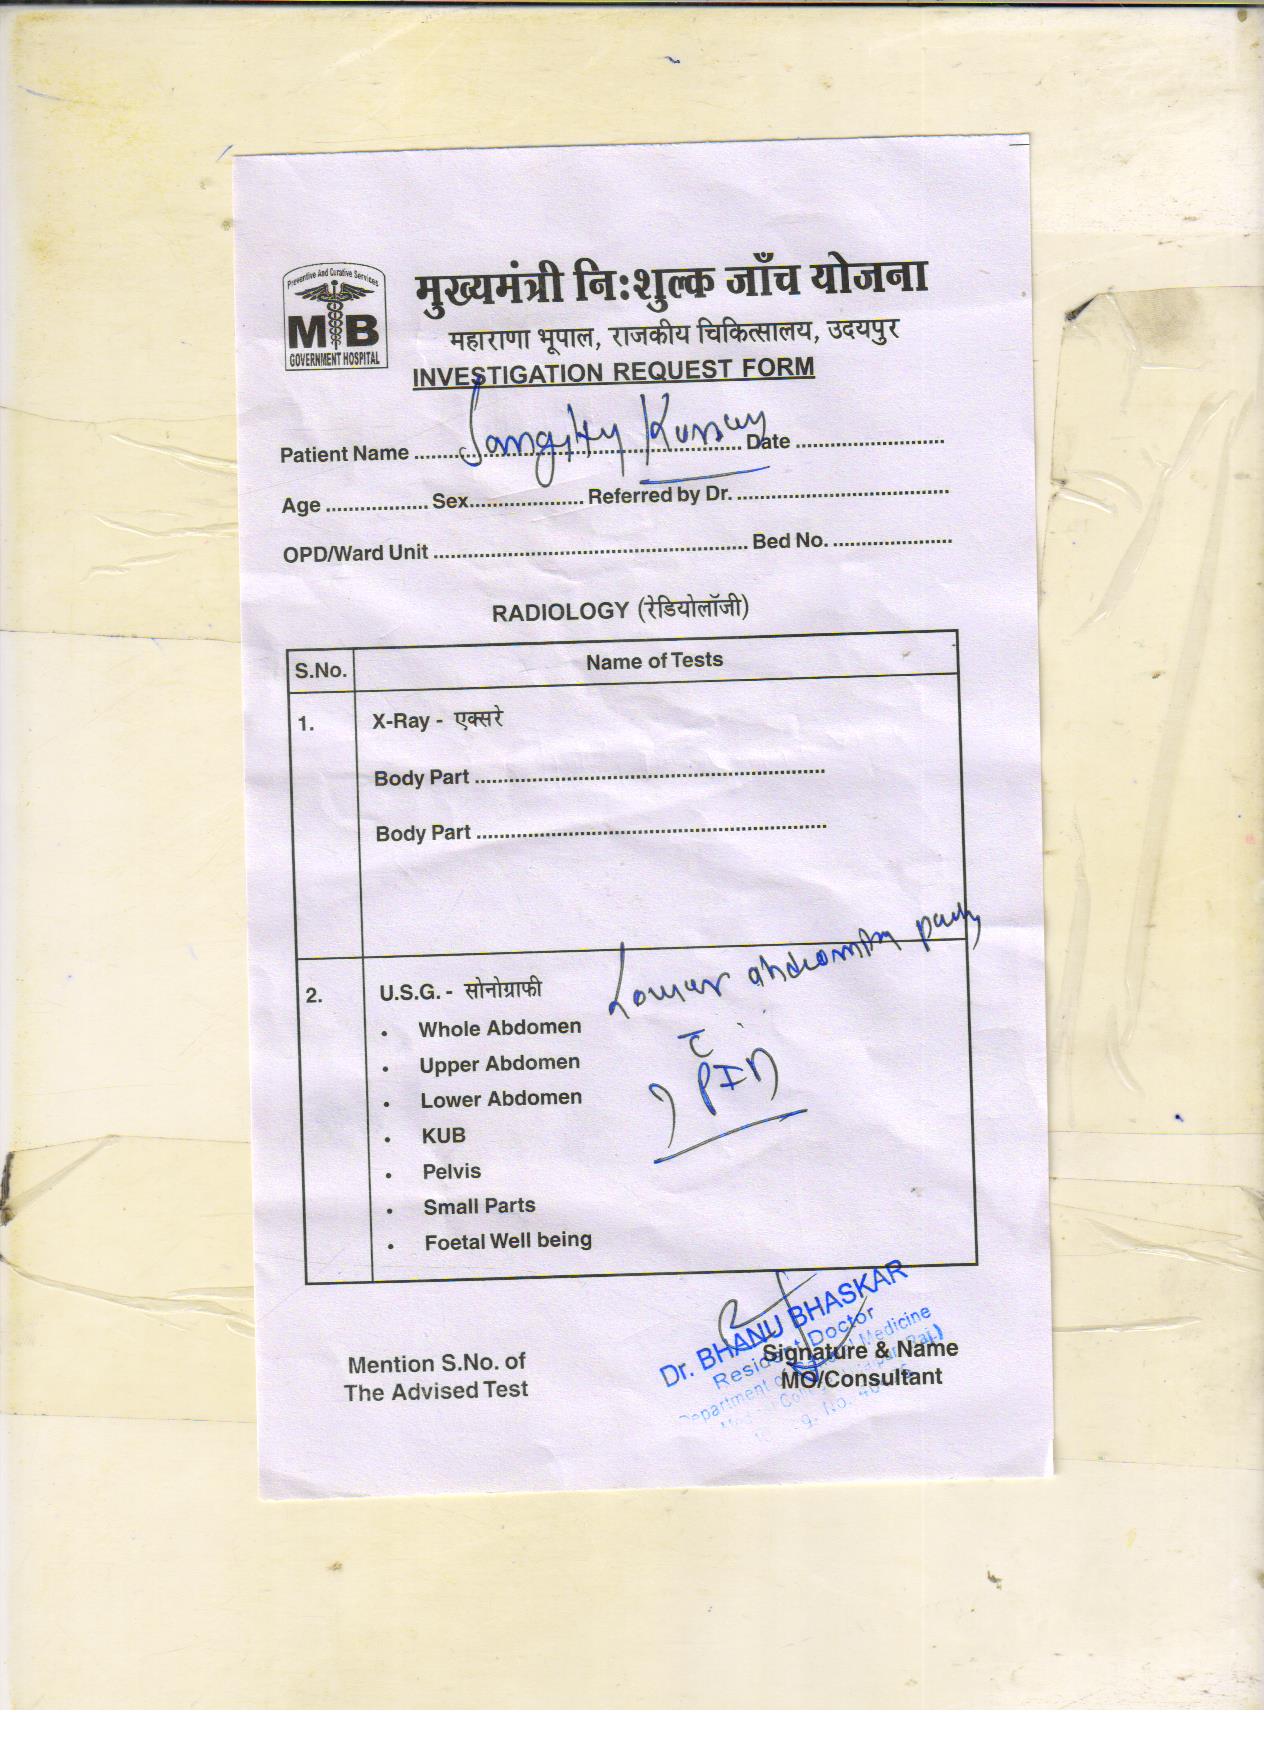 Preventive And Curative Services
MB
GOVERNMENT HOSPITAL
मुख्यमंत्री निःशुल्क जाँच योजना
महाराणा भूपाल, राजकीय चिकित्सालय, उदयपुर
INVESTIGATION REQUEST FORM
Patient Name .......................... Date ..........................
Age .................. Sex.................... Referred by Dr. .....................................
OPD/Ward Unit ....................................................... Bed No. .....................
RADIOLOGY (रेडियोलॉजी)
S.No. Name of Tests
1. X-Ray - एक्सरे
Body Part .............................................................
Body Part .............................................................
Lower
2. U.S.G. - सोनोग्राफी
• Whole Abdomen
• Upper Abdomen
• Lower Abdomen
• KUB
• Pelvis
• Small Parts
• Foetal Well being
? PID
Dr. BHANU BHASKAR
Resident Doctor
Signature & Name
MO/Consultant
Mention S.No. of
The Advised Test